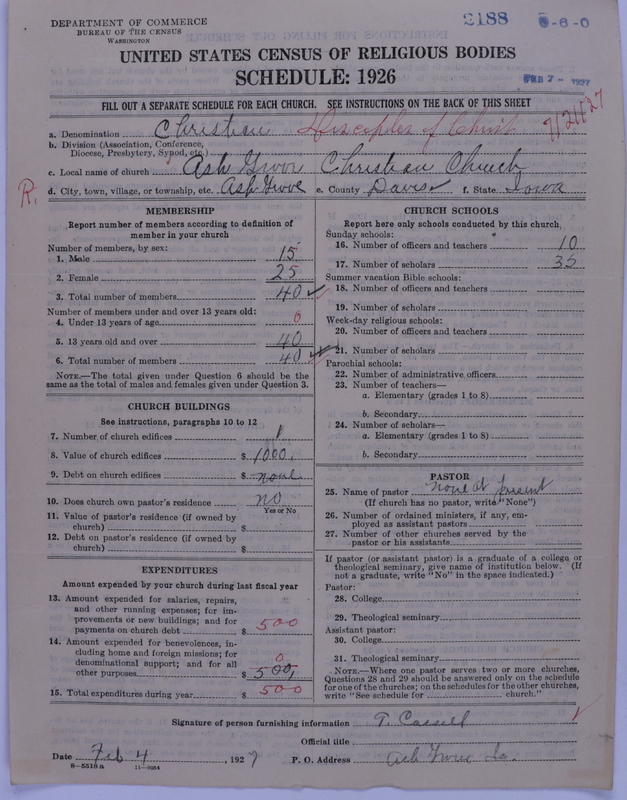 DEPARTMENT OF COMMERCE
BUREAU OF THE CENSUS
WASHINGTON
2188 8-6-0
UNITED STATES CENSUS OF RELIGIOUS BODIES
SCHEDULE: 1926
FEB 7 - 1927
FILL OUT A SEPARATE SCHEDULE FOR EACH CHURCH. SEE INSTRUCTIONS ON THE BACK OF THIS SHEET
a. Denomination Christian Disciples of Christ
b. Division (Association, Conference,
Diocese, Presbytery, Synod, etc.)
c. Local name of church Ash Grove Christian Church
R. d. City, town, village, or township, etc. Ash Grove e. County Davis f. State Iowa
MEMBERSHIP
Report number of members according to definition of
member in your church
Number of members, by sex:
1. Male 15
2. Female 25
3. Total number of members 40
Number of members under and over 13 years old:
4. Under 13 years of age 0
5. 13 years old and over 40
6. Total number of members 40
NOTE.—The total given under Question 6 should be the
same as the total of males and females given under Question 3.
CHURCH BUILDINGS
See instructions, paragraphs 10 to 12
7. Number of church edifices 1
8. Value of church edifices $ 1000.
9. Debt on church edifices $ none
10. Does church own pastor's residence no
Yes or No
11. Value of pastor's residence (if owned by
church) $
12. Debt on pastor's residence (if owned by
church) $
EXPENDITURES
Amount expended by your church during last fiscal year
13. Amount expended for salaries, repairs,
and other running expenses; for im-
provements or new buildings; and for
payments on church debt $ 500
14. Amount expended for benevolences, in-
cluding home and foreign missions; for
denominational support; and for all
other purposes $ 0 500
15. Total expenditures during year $ 500
CHURCH SCHOOLS
Report here only schools conducted by this church
Sunday schools:
16. Number of officers and teachers 10
17. Number of scholars 35
Summer vacation Bible schools:
18. Number of officers and teachers
19. Number of scholars
Week-day religious schools:
20. Number of officers and teachers
21. Number of scholars
Parochial schools:
22. Number of administrative officers
23. Number of teachers—
a. Elementary (grades 1 to 8)
b. Secondary
24. Number of scholars—
a. Elementary (grades 1 to 8)
b. Secondary
PASTOR
25. Name of pastor none at present
(If church has no pastor, write "None")
26. Number of ordained ministers, if any, em-
ployed as assistant pastors
27. Number of other churches served by the
pastor or his assistants
If pastor (or assistant pastor) is a graduate of a college or
theological seminary, give name of institution below. (If
not a graduate, write "No" in the space indicated.)
Pastor:
28. College
29. Theological seminary
Assistant pastor:
30. College
31. Theological seminary
NOTE.—Where one pastor serves two or more churches,
Questions 28 and 29 should be answered only on the schedule
for one of the churches; on the schedules for the other churches,
write "See schedule for church."
Signature of person furnishing information T. Cassell
Official title
Date Feb 4, 1927 P. O. Address Ash Grove Ia.
8-5518 a